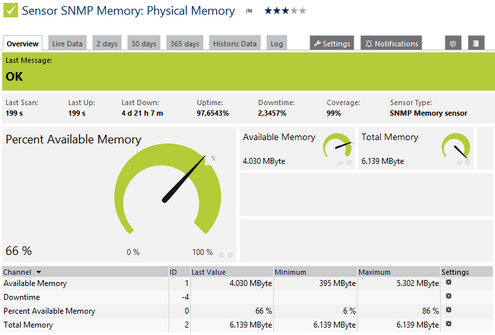 Sensor SNMP Memory: Physical Memory
Overview Live Data 2 days 30 days 365 days Historic Data Log Settings Notifications
Last Message:
OK
Last Scan: Last Up: Last Down: Uptime: Downtime: Coverage: Sensor Type:
199 s 199 s 4 d 21 h 7 m 97,6543% 2,3457% 99% SNMP Memory sensor
Percent Available Memory
66 %
0 % 100 %
Available Memory
4.030 MByte
Total Memory
6.139 MByte
Channel ID Last Value Minimum Maximum Settings
Available Memory 1 4.030 MByte 395 MByte 5.302 MByte
Downtime -4
Percent Available Memory 0 66 % 6 % 86 %
Total Memory 2 6.139 MByte 6.139 MByte 6.139 MByte